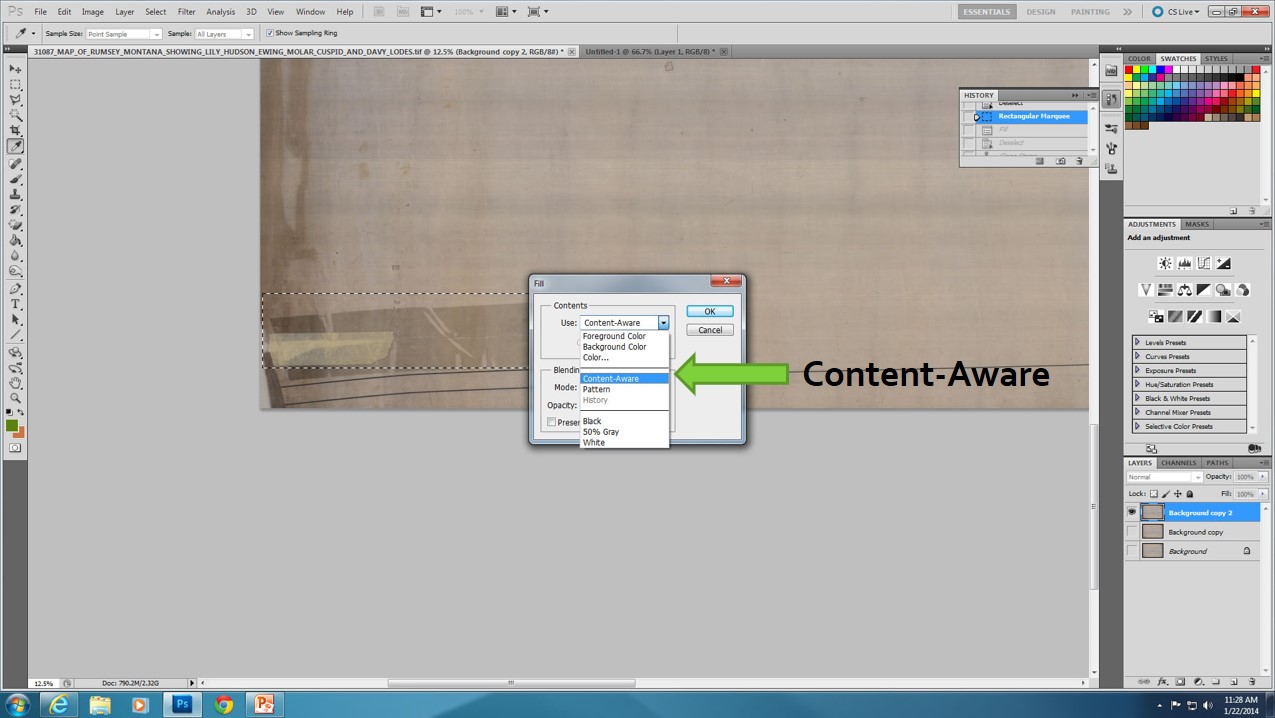 Ps File Edit Image Layer Select Filter Analysis 3D View Window Help 100% ESSENTIALS DESIGN PAINTING CS Live
Sample Size: Point Sample Sample: All Layers Show Sampling Ring
31087_MAP_OF_RUMSEY_MONTANA_SHOWING_LILY_HUDSON_EWING_MOLAR_CUSPID_AND_DAVY_LODES.tif @ 12.5% (Background copy 2, RGB/8#) * Untitled-1 @ 66.7% (Layer 1, RGB/8) *
COLOR SWATCHES STYLES
HISTORY
Deselect
Rectangular Marquee
Fill
Deselect
ADJUSTMENTS MASKS
Add an adjustment
Levels Presets
Curves Presets
Exposure Presets
Hue/Saturation Presets
Black & White Presets
Channel Mixer Presets
Selective Color Presets
Fill
Contents
Use: Content-Aware
OK
Cancel
Foreground Color
Background Color
Color...
Content-Aware
Pattern
History
Black
50% Gray
White
Blending
Mode:
Opacity:
Content-Aware
LAYERS CHANNELS PATHS
Normal Opacity: 100%
Lock: Fill: 100%
Background copy 2
Background copy
Background
12.5% Doc: 790.2M/2.32G
Ps
11:28 AM
1/22/2014